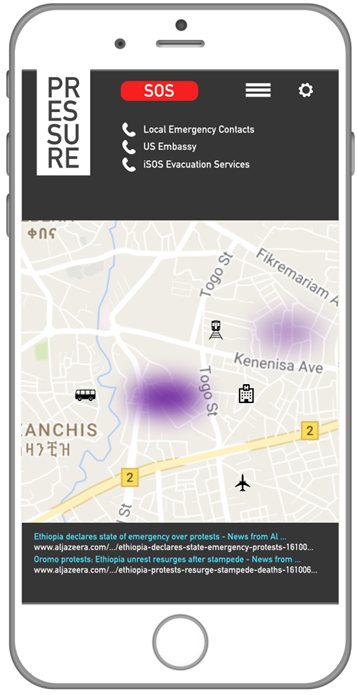 PR
ES
SU
RE
SOS
Local Emergency Contacts
US Embassy
iSOS Evacuation Services
ቀበና
Togo St
Fikremariam A
Kenenisa Ave
Togo St
KANCHIS
ዛንቺዝ
2
2
St
Ethiopia declares state of emergency over protests - News from Al ...
www.aljazeera.com/.../ethiopia-declares-state-emergency-protests-16100...
Oromo protests: Ethiopia unrest resurges after stampede - News from ...
www.aljazeera.com/.../ethiopia-protests-resurge-stampede-deaths-161006...